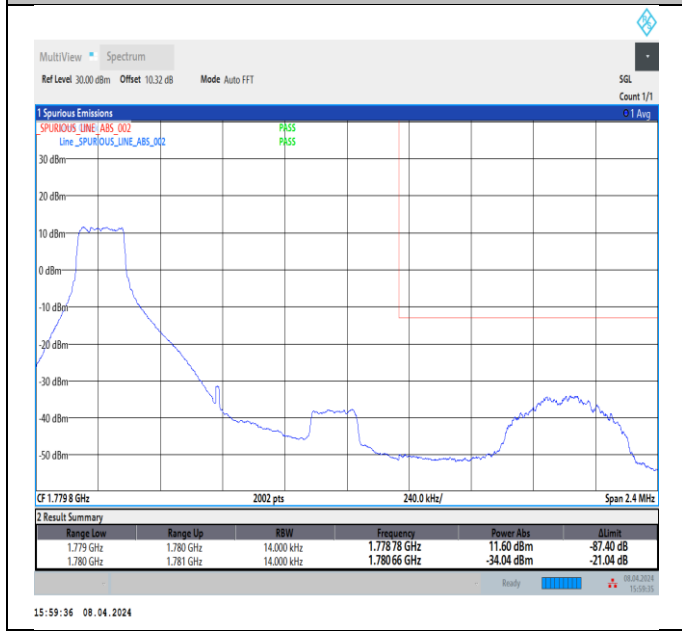 MultiView Spectrum
Ref Level 30.00 dBm Offset 10.32 dB Mode Auto FFT SGL
Count 1/1
1 Spurious Emissions 1 Avg
_SPURIOUS_LINE_ABS_002 PASS
Line _SPURIOUS_LINE_ABS_002 PASS
30 dBm
20 dBm
10 dBm
0 dBm
-10 dBm
-20 dBm
-30 dBm
-40 dBm
-50 dBm
CF 1.779 8 GHz 2002 pts 240.0 kHz/ Span 2.4 MHz
2 Result Summary
Range Low Range Up RBW Frequency Power Abs ΔLimit
1.779 GHz 1.780 GHz 14.000 kHz 1.778 78 GHz 11.60 dBm -87.40 dB
1.780 GHz 1.781 GHz 14.000 kHz 1.780 66 GHz -34.04 dBm -21.04 dB
Ready 08.04.2024
15:59:35
15:59:36 08.04.2024